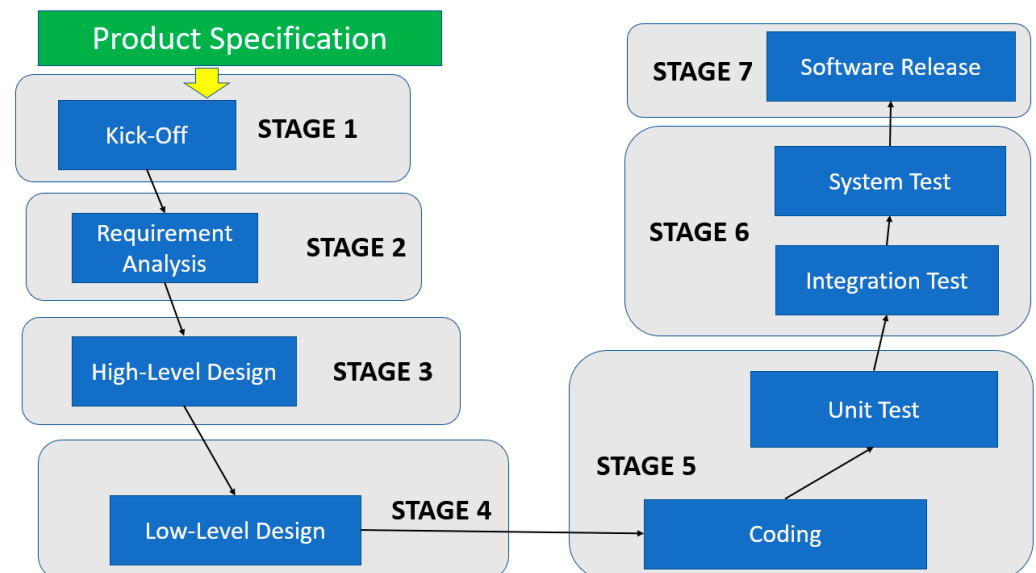 Product Specification
Kick-Off
STAGE 1
Requirement
Analysis
STAGE 2
High-Level Design
STAGE 3
Low-Level Design
STAGE 4
Coding
STAGE 5
Unit Test
Integration Test
STAGE 6
System Test
STAGE 7
Software Release